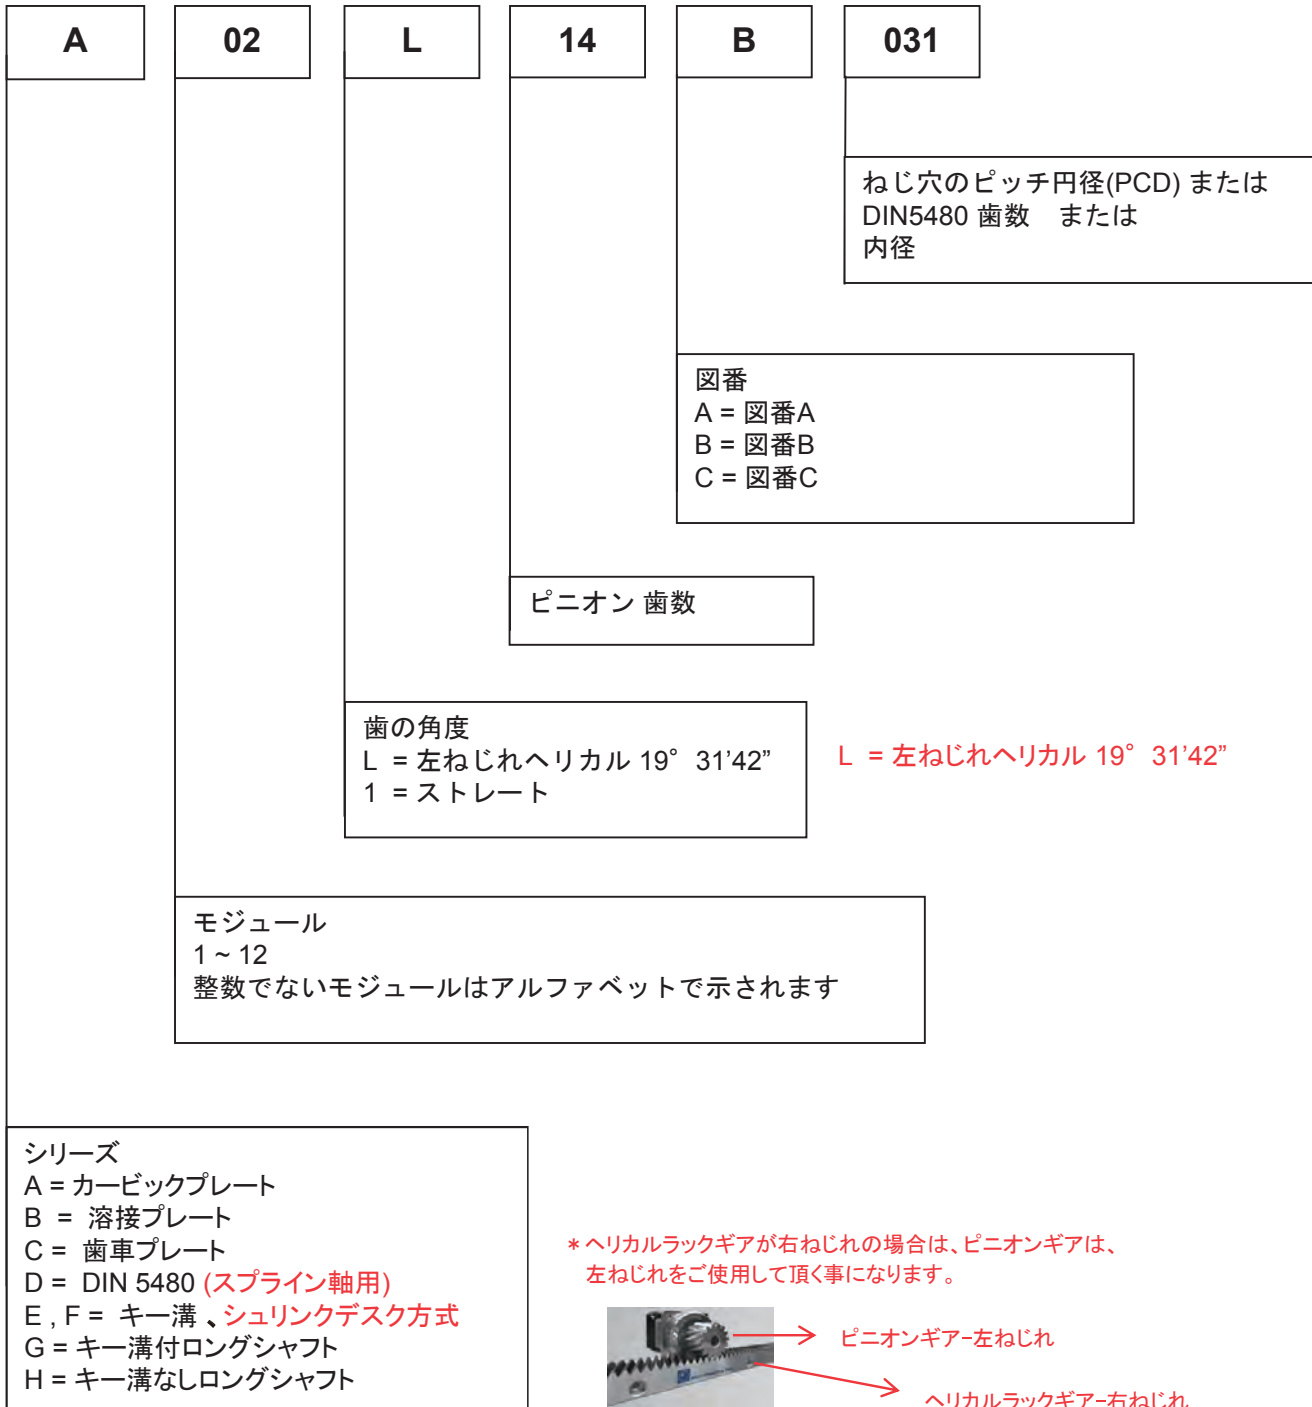 A 02 L 14 B 031
ねじ穴のピッチ円径(PCD) または
DIN5480 歯数　または
内径
図番
A = 図番A
B = 図番B
C = 図番C
ピニオン 歯数
歯の角度
L = 左ねじれヘリカル 19° 31’42”
1 = ストレート
L = 左ねじれヘリカル 19° 31’42”
モジュール
1 ~ 12
整数でないモジュールはアルファベットで示されます
シリーズ
A = カービックプレート
B = 溶接プレート
C = 歯車プレート
D = DIN 5480 (スプライン軸用)
E , F = キー溝 、シュリンクデスク方式
G = キー溝付ロングシャフト
H = キー溝なしロングシャフト
* ヘリカルラックギアが右ねじれの場合は、ピニオンギアは、
左ねじれをご使用して頂く事になります。
ピニオンギアー左ねじれ
ヘリカルラックギアー右ねじれ